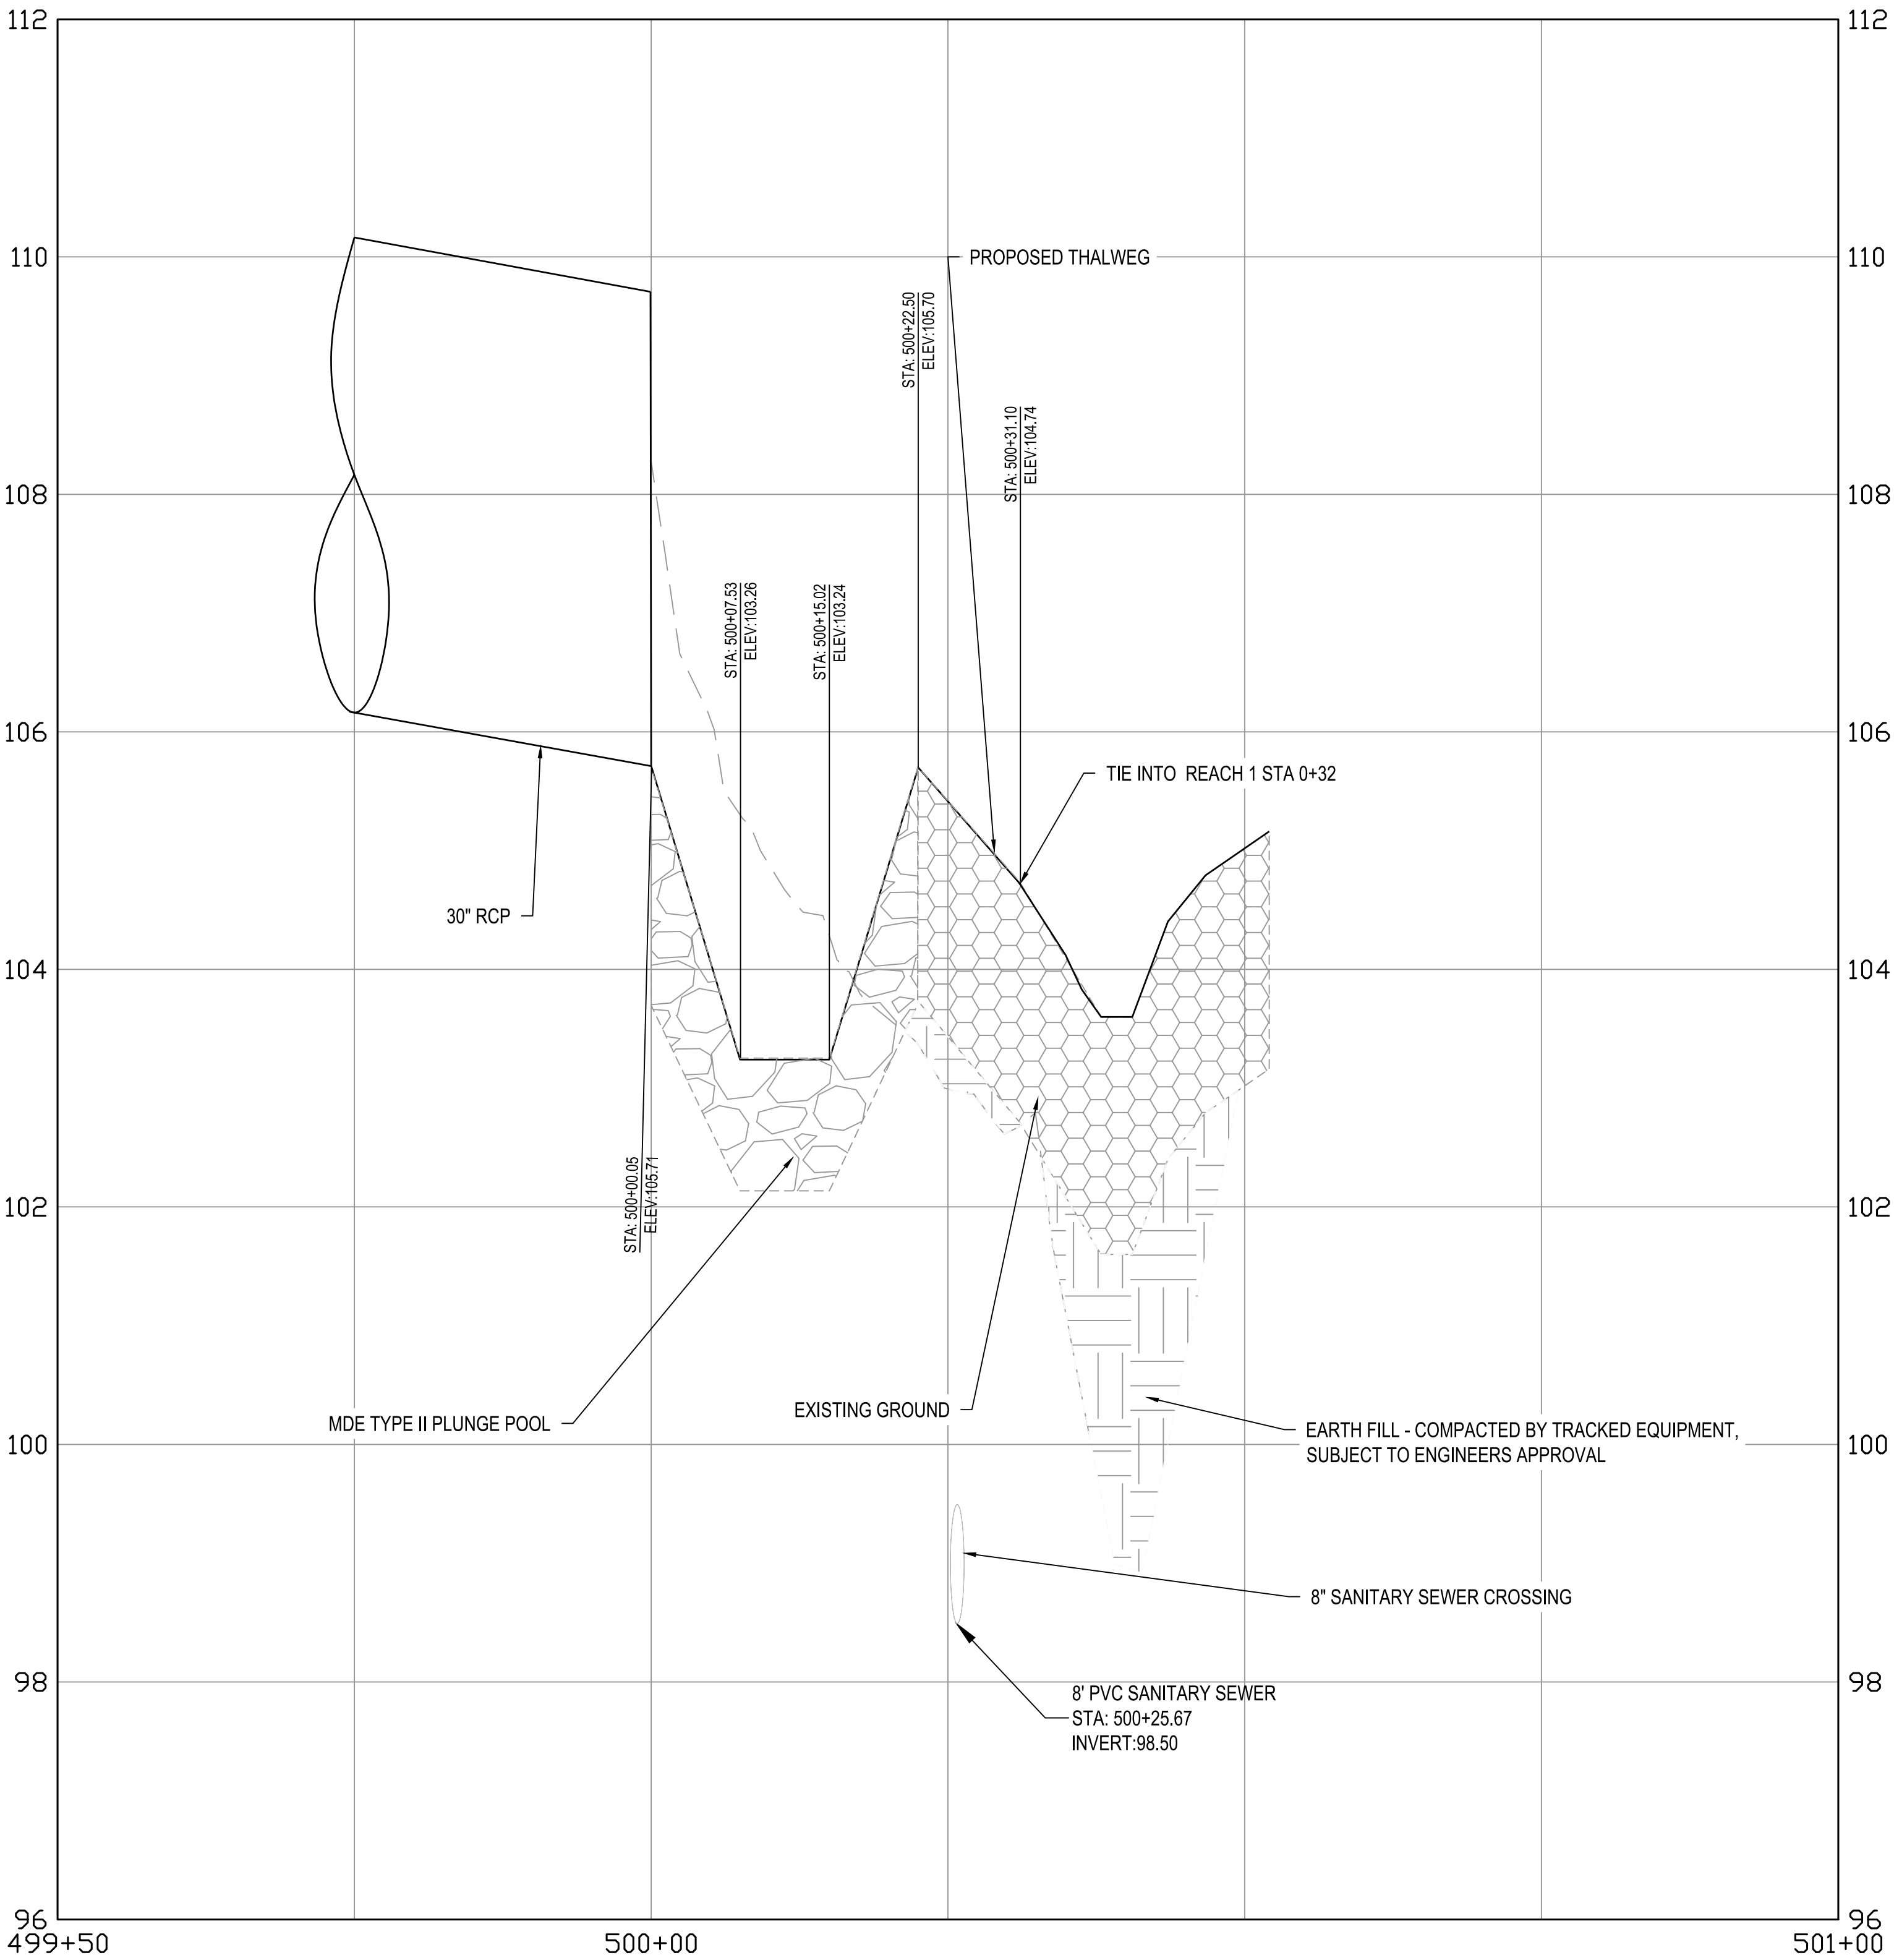 112
112
110
PROPOSED THALWEG
110
STA: 500+22.50
ELEV:105.70
STA: 500+31.10
ELEV:104.74
108
108
STA: 500+07.53
ELEV:103.26
STA: 500+15.02
ELEV:103.24
106
106
TIE INTO REACH 1 STA 0+32
30" RCP
104
104
STA: 500+00.05
ELEV:105.71
102
102
MDE TYPE II PLUNGE POOL
EXISTING GROUND
EARTH FILL - COMPACTED BY TRACKED EQUIPMENT,
SUBJECT TO ENGINEERS APPROVAL
100
100
8" SANITARY SEWER CROSSING
98
98
8' PVC SANITARY SEWER
STA: 500+25.67
INVERT:98.50
96
96
499+50
500+00
501+00